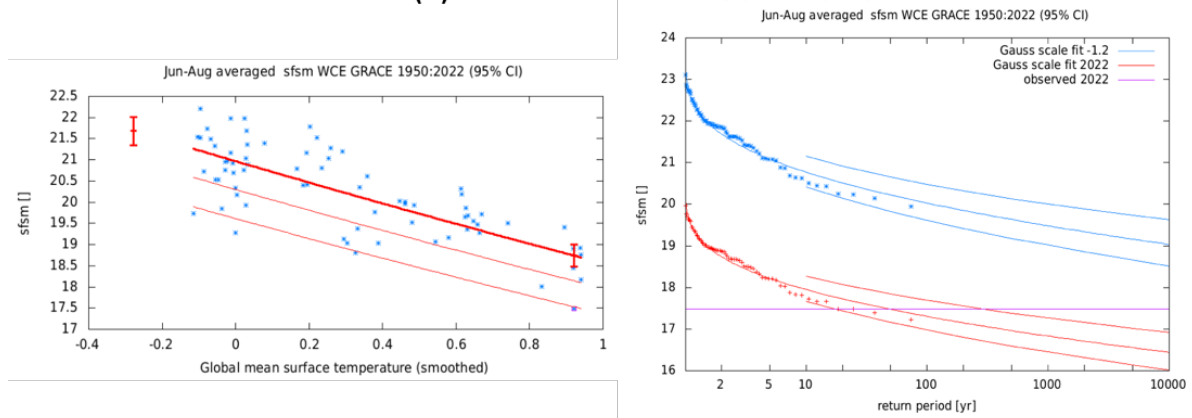 Jun-Aug averaged sfsm WCE GRACE 1950:2022 (95% CI)
22.5
22
21.5
21
20.5
20
19.5
19
18.5
18
17.5
17
sfsm []
-0.4 -0.2 0 0.2 0.4 0.6 0.8 1
Global mean surface temperature (smoothed)
Jun-Aug averaged sfsm WCE GRACE 1950:2022 (95% CI)
Gauss scale fit -1.2
Gauss scale fit 2022
observed 2022
24
23
22
21
20
19
18
17
16
sfsm []
2 5 10 100 1000 10000
return period [yr]